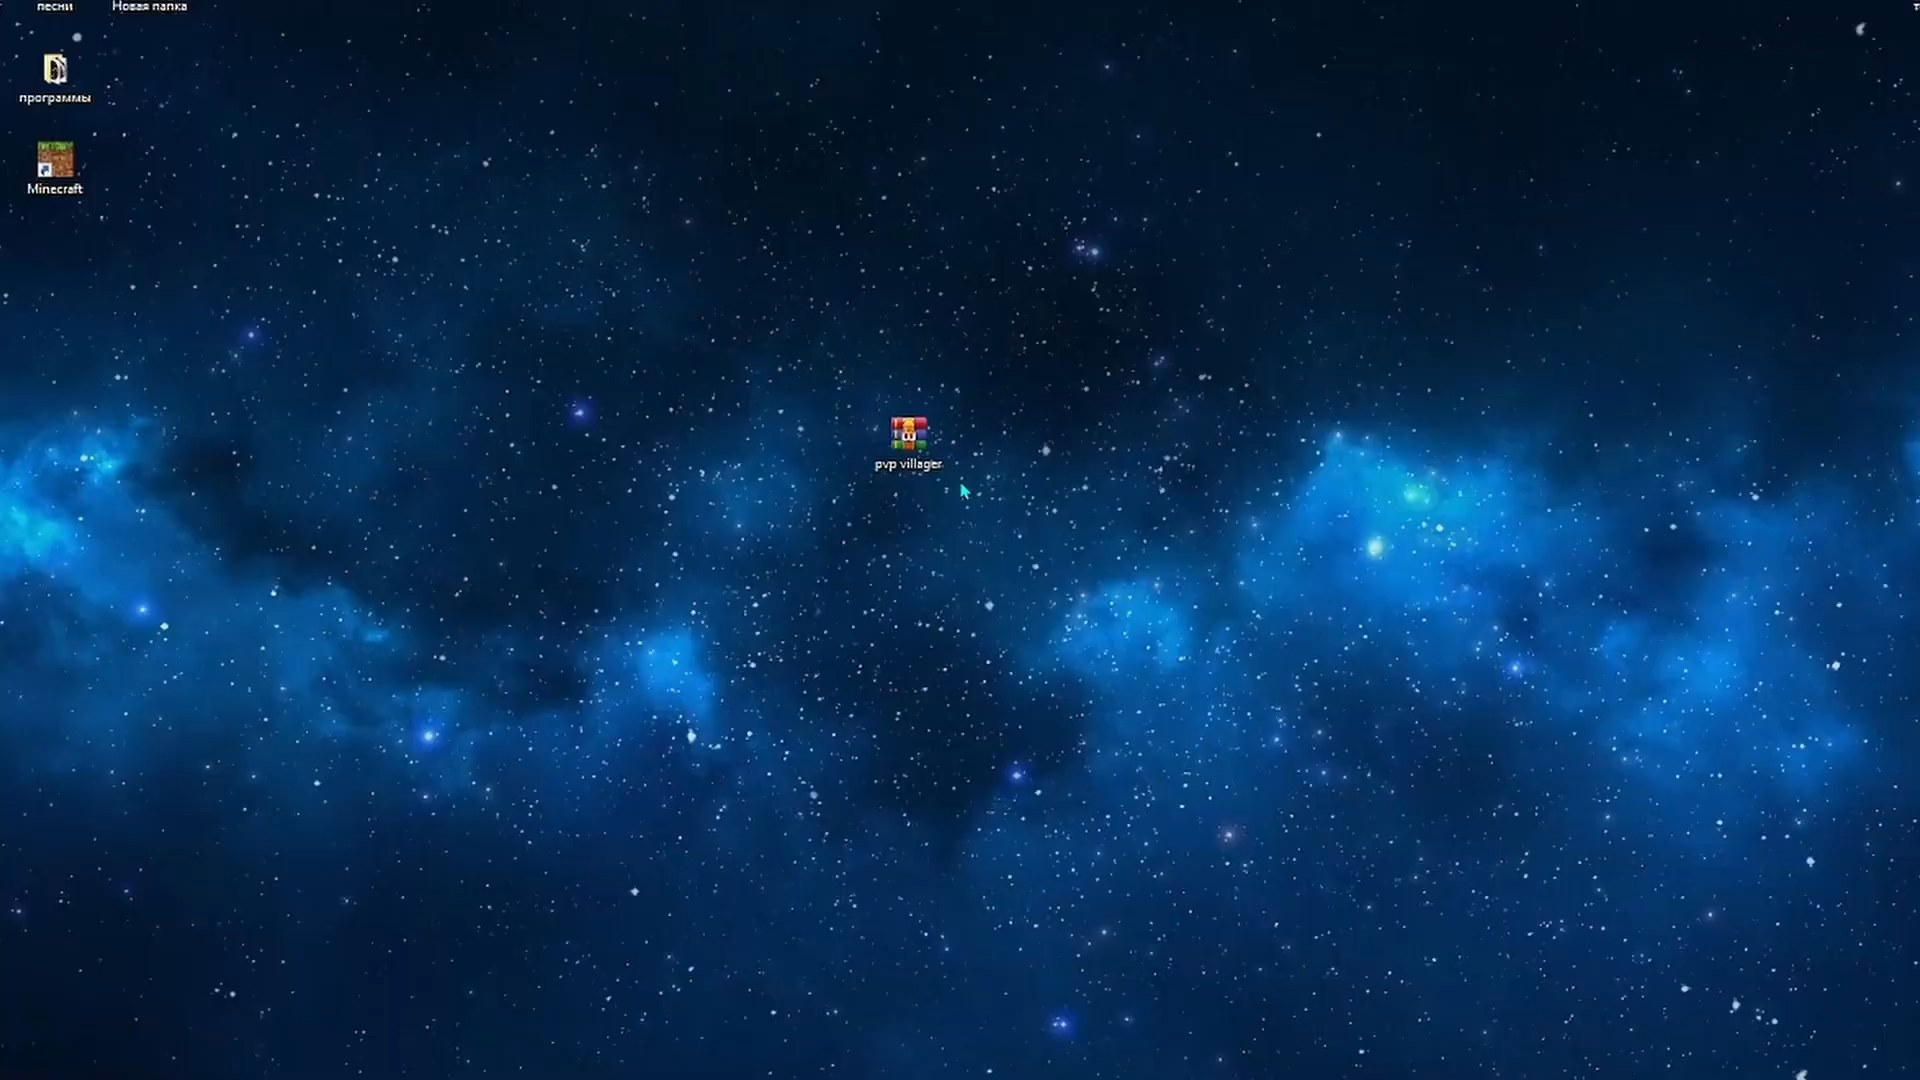 песни
Новая папка
программы
Minecraft
pvp villager